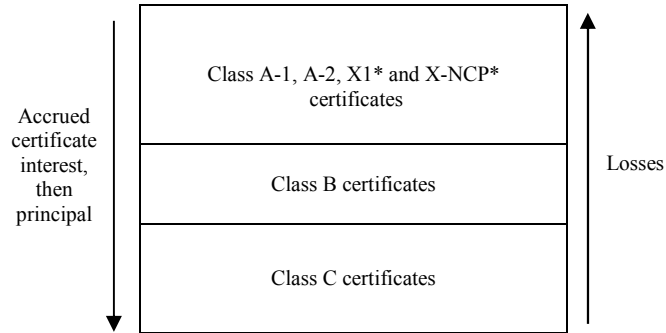 Class A-1, A-2, X1* and X-NCP*
certificates
Accrued
certificate
interest,
then
principal
Class B certificates
Losses
Class C certificates